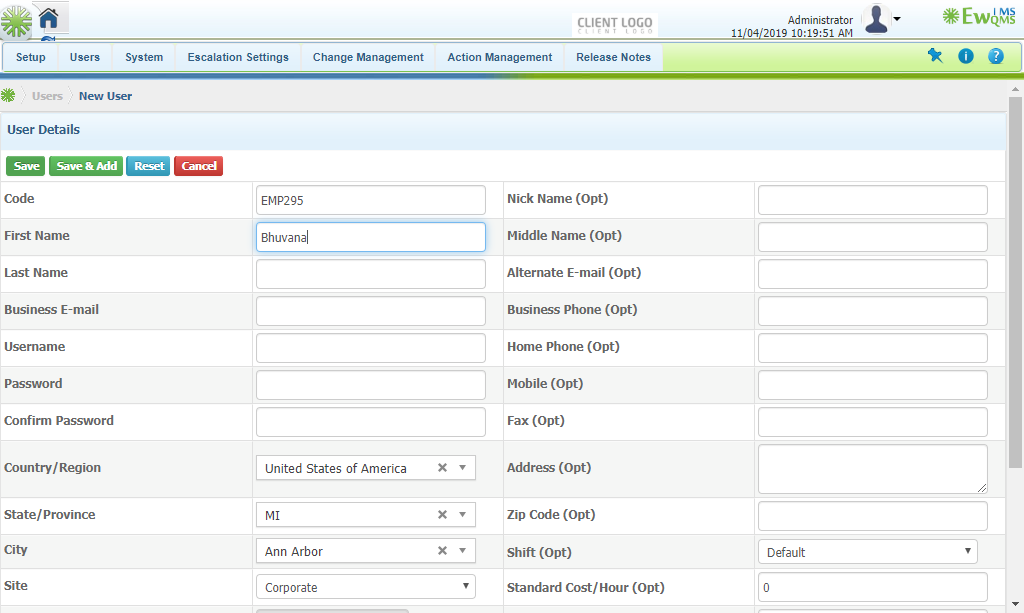 CLIENT LOGO
CLIENT LOGO
Administrator
11/04/2019 10:19:51 AM
EwQMS
Setup Users System Escalation Settings Change Management Action Management Release Notes
Users New User
User Details
Save Save & Add Reset Cancel
Code EMP295 Nick Name (Opt)
First Name Bhuvana Middle Name (Opt)
Last Name Alternate E-mail (Opt)
Business E-mail Business Phone (Opt)
Username Home Phone (Opt)
Password Mobile (Opt)
Confirm Password Fax (Opt)
Country/Region United States of America Address (Opt)
State/Province MI Zip Code (Opt)
City Ann Arbor Shift (Opt) Default
Site Corporate Standard Cost/Hour (Opt) 0